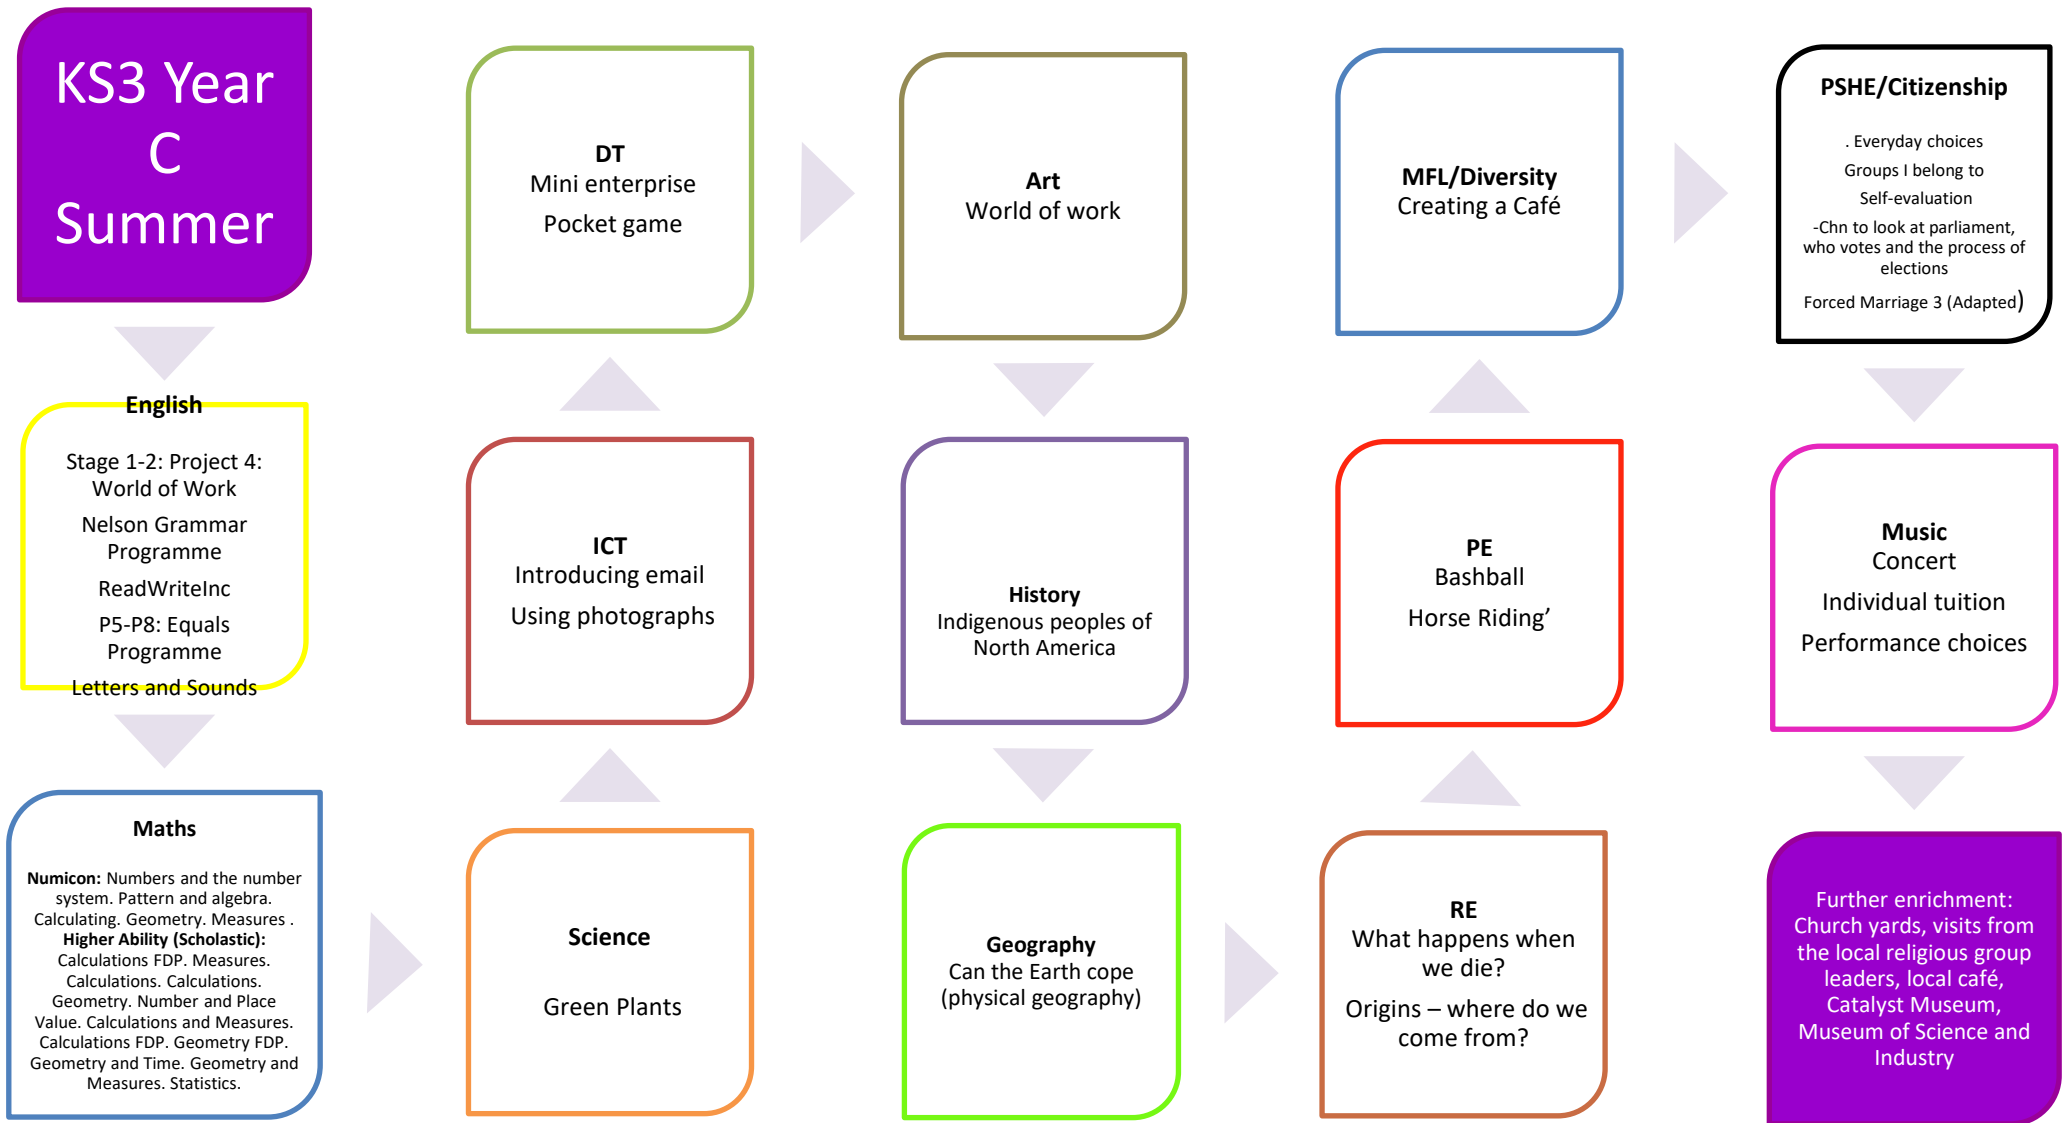 KS3 Year
C
Summer
English
Stage 1-2: Project 4:
World of Work
Nelson Grammar
Programme
ReadWriteInc
P5-P8: Equals
Programme
Letters and Sounds
Maths
Numicon: Numbers and the number
system. Pattern and algebra.
Calculating. Geometry. Measures .
Higher Ability (Scholastic):
Calculations FDP. Measures.
Calculations. Calculations.
Geometry. Number and Place
Value. Calculations and Measures.
Calculations FDP. Geometry FDP.
Geometry and Time. Geometry and
Measures. Statistics.
Science
Green Plants
ICT
Introducing email
Using photographs
DT
Mini enterprise
Pocket game
Art
World of work
History
Indigenous peoples of
North America
Geography
Can the Earth cope
(physical geography)
RE
What happens when
we die?
Origins – where do we
come from?
PE
Bashball
Horse Riding’
MFL/Diversity
Creating a Café
PSHE/Citizenship
. Everyday choices
Groups I belong to
Self-evaluation
-Chn to look at parliament,
who votes and the process of
elections
Forced Marriage 3 (Adapted)
Music
Concert
Individual tuition
Performance choices
Further enrichment:
Church yards, visits from
the local religious group
leaders, local café,
Catalyst Museum,
Museum of Science and
Industry